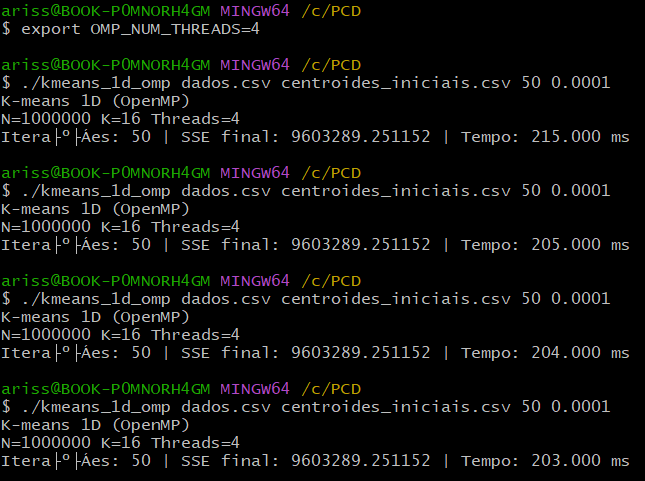 ariss@BOOK-P0MNORH4GM MINGW64 /c/PCD
$ export OMP_NUM_THREADS=4
ariss@BOOK-P0MNORH4GM MINGW64 /c/PCD
$ ./kmeans_1d_omp dados.csv centroides_iniciais.csv 50 0.0001
K-means 1D (OpenMP)
N=1000000 K=16 Threads=4
Itera├º├Áes: 50 | SSE final: 9603289.251152 | Tempo: 215.000 ms
ariss@BOOK-P0MNORH4GM MINGW64 /c/PCD
$ ./kmeans_1d_omp dados.csv centroides_iniciais.csv 50 0.0001
K-means 1D (OpenMP)
N=1000000 K=16 Threads=4
Itera├º├Áes: 50 | SSE final: 9603289.251152 | Tempo: 205.000 ms
ariss@BOOK-P0MNORH4GM MINGW64 /c/PCD
$ ./kmeans_1d_omp dados.csv centroides_iniciais.csv 50 0.0001
K-means 1D (OpenMP)
N=1000000 K=16 Threads=4
Itera├º├Áes: 50 | SSE final: 9603289.251152 | Tempo: 204.000 ms
ariss@BOOK-P0MNORH4GM MINGW64 /c/PCD
$ ./kmeans_1d_omp dados.csv centroides_iniciais.csv 50 0.0001
K-means 1D (OpenMP)
N=1000000 K=16 Threads=4
Itera├º├Áes: 50 | SSE final: 9603289.251152 | Tempo: 203.000 ms